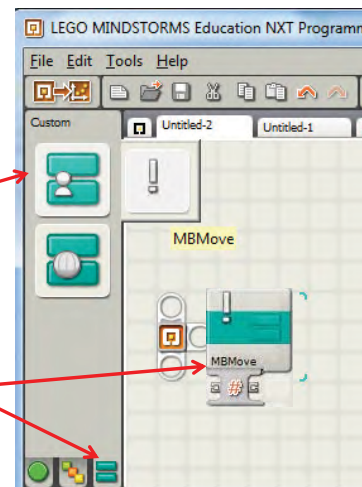 LEGO MINDSTORMS Education NXT Programm
File Edit Tools Help
Custom
Untitled-2
Untitled-1
MBMove
MBMove
#